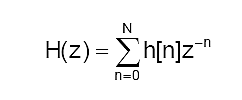 N
H(z) = ∑ h[n]z⁻ⁿ
n=0